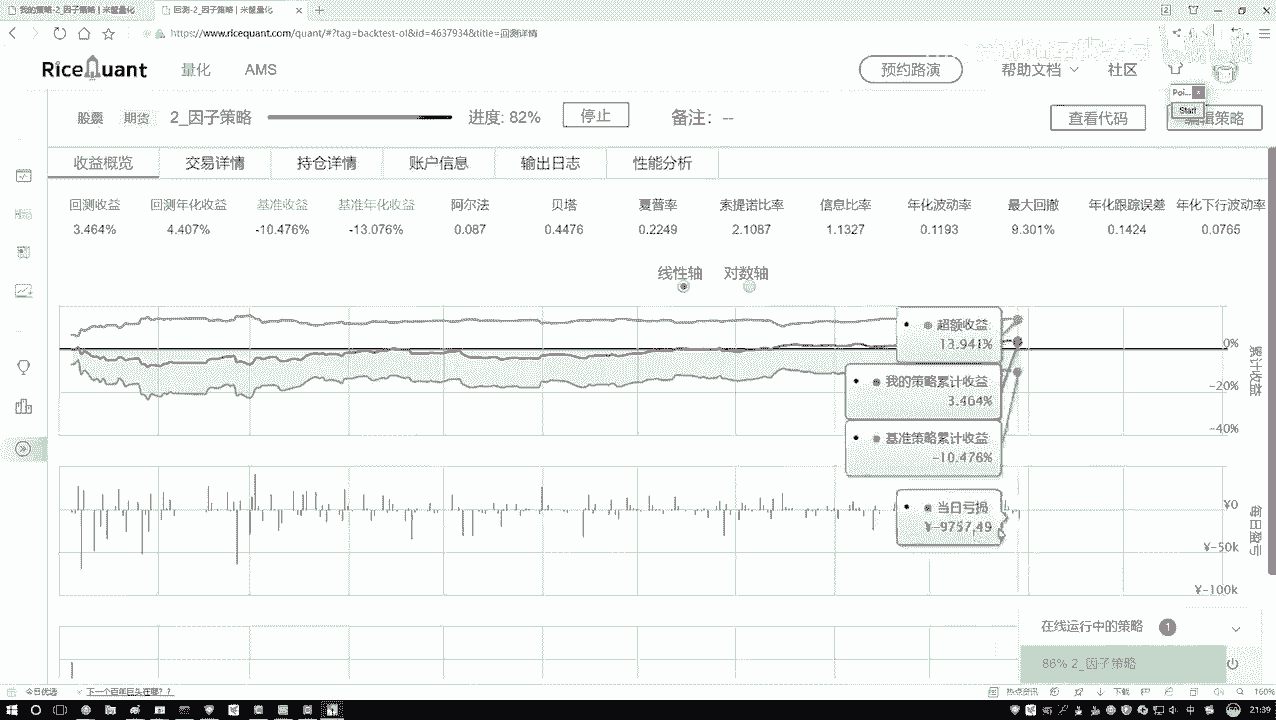 我的策略-2_因子策略 | 米筐量化
回测-2_因子策略 | 米筐量化
https://www.ricequant.com/quant/#?tag=backtest-ol&id=4637934&title=回测详情
RiceQuant 量化 AMS 预约路演 帮助文档 社区
Poi...
Start
股票 期货 2_因子策略 进度: 82% 停止 备注: -- 查看代码 编辑策略
收益概览 交易详情 持仓详情 账户信息 输出日志 性能分析
回测收益 回测年化收益 基准收益 基准年化收益 阿尔法 贝塔 夏普率 索提诺比率 信息比率 年化波动率 最大回撤 年化跟踪误差 年化下行波动率
3.464% 4.407% -10.476% -13.076% 0.087 0.4476 0.2249 2.1087 1.1327 0.1193 9.301% 0.1424 0.0765
线性轴 对数轴
超额收益
13.941%
我的策略累计收益
3.464%
基准策略累计收益
-10.476%
0%
-20%
-40%
累计收益
当日亏损
¥-9757.49
¥0
¥-50k
¥-100k
每日盈亏
在线运行中的策略 1
86% 2_因子策略
今日优选 下一个百年巨头在哪？？ 热点资讯 下载 160%
中 21:39